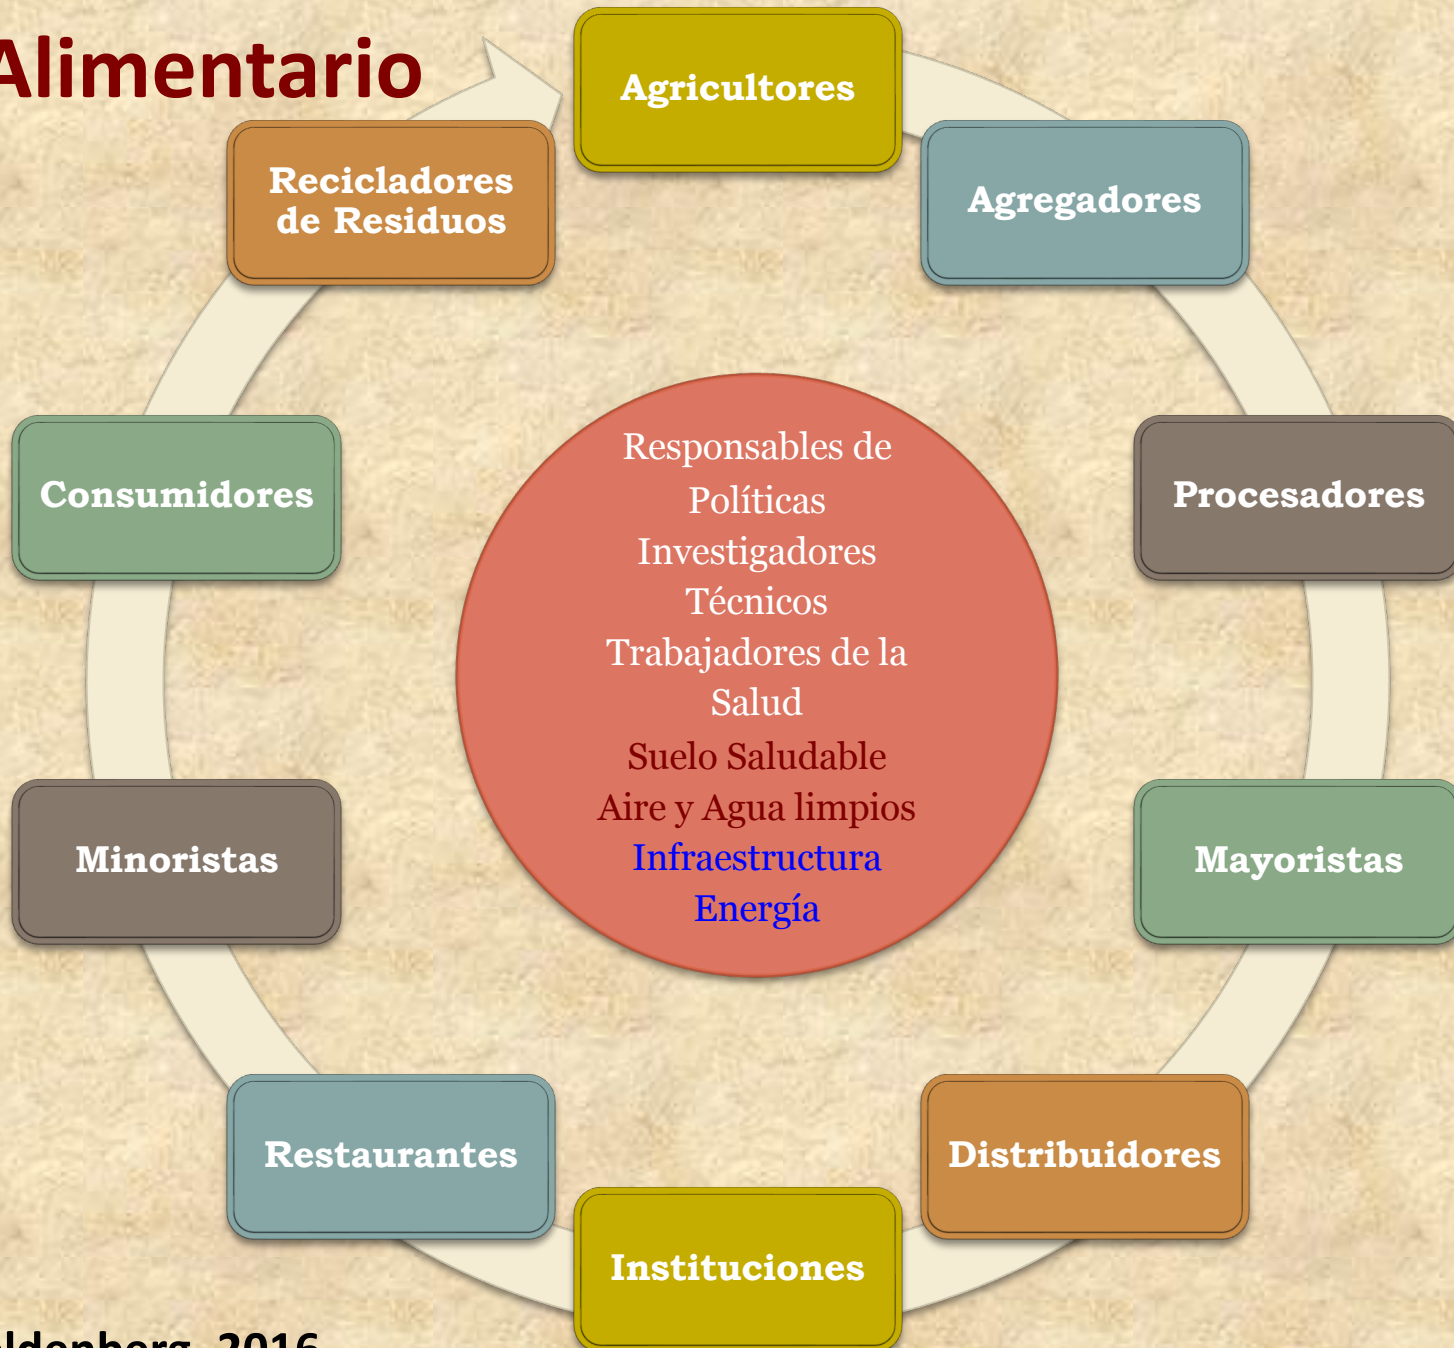 Alimentario
Agricultores
Agregadores
Procesadores
Mayoristas
Distribuidores
Instituciones
Restaurantes
Minoristas
Consumidores
Recicladores
de Residuos
Responsables de
Políticas
Investigadores
Técnicos
Trabajadores de la
Salud
Suelo Saludable
Aire y Agua limpios
Infraestructura
Energía
2016